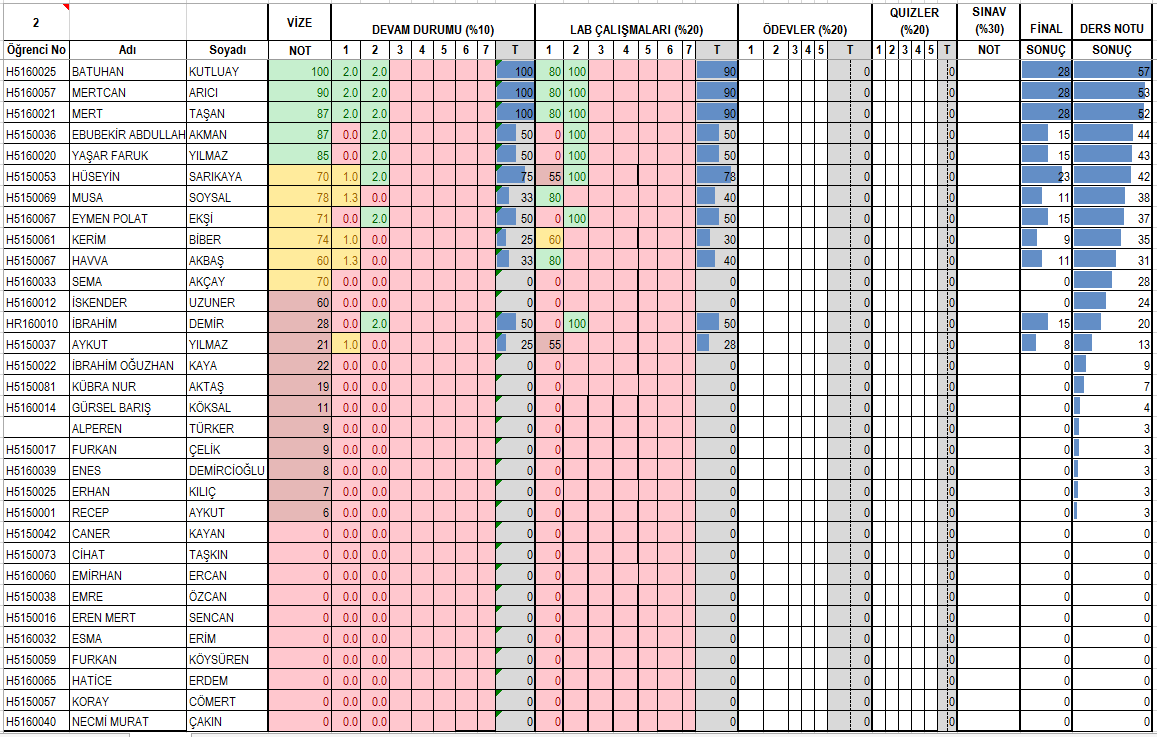 2 VİZE DEVAM DURUMU (%10) LAB ÇALIŞMALARI (%20) ÖDEVLER (%20) QUIZLER (%20) SINAV (%30) FİNAL DERS NOTU
Öğrenci No Adı Soyadı NOT 1 2 3 4 5 6 7 T 1 2 3 4 5 6 7 T 1 2 3 4 5 T 1 2 3 4 5 T NOT SONUÇ SONUÇ
H5160025 BATUHAN KUTLUAY 100 2.0 2.0 100 80 100 90 0 0 28 57
H5160057 MERTCAN ARICI 90 2.0 2.0 100 80 100 90 0 0 28 53
H5160021 MERT TAŞAN 87 2.0 2.0 100 80 100 90 0 0 28 52
H5150036 EBUBEKİR ABDULLAH AKMAN 87 0.0 2.0 50 0 100 50 0 0 15 44
H5160020 YAŞAR FARUK YILMAZ 85 0.0 2.0 50 0 100 50 0 0 15 43
H5150053 HÜSEYİN SARIKAYA 70 1.0 2.0 75 55 100 78 0 0 23 42
H5150069 MUSA SOYSAL 78 1.3 0.0 33 80 40 0 0 11 38
H5160067 EYMEN POLAT EKŞİ 71 0.0 2.0 50 0 100 50 0 0 15 37
H5150061 KERİM BİBER 74 1.0 0.0 25 60 30 0 0 9 35
H5150067 HAVVA AKBAŞ 60 1.3 0.0 33 80 40 0 0 11 31
H5160033 SEMA AKÇAY 70 0.0 0.0 0 0 0 0 0 0 28
H5160012 İSKENDER UZUNER 60 0.0 0.0 0 0 0 0 0 0 24
HR160010 İBRAHİM DEMİR 28 0.0 2.0 50 0 100 50 0 0 15 20
H5150037 AYKUT YILMAZ 21 1.0 0.0 25 55 28 0 0 8 13
H5150022 İBRAHİM OĞUZHAN KAYA 22 0.0 0.0 0 0 0 0 0 0 9
H5150081 KÜBRA NUR AKTAŞ 19 0.0 0.0 0 0 0 0 0 0 7
H5160014 GÜRSEL BARIŞ KÖKSAL 11 0.0 0.0 0 0 0 0 0 0 4
ALPEREN TÜRKER 9 0.0 0.0 0 0 0 0 0 0 3
H5150017 FURKAN ÇELİK 9 0.0 0.0 0 0 0 0 0 0 3
H5160039 ENES DEMİRCİOĞLU 8 0.0 0.0 0 0 0 0 0 0 3
H5150025 ERHAN KILIÇ 7 0.0 0.0 0 0 0 0 0 0 3
H5150001 RECEP AYKUT 6 0.0 0.0 0 0 0 0 0 0 3
H5150042 CANER KAYAN 0 0.0 0.0 0 0 0 0 0 0 0
H5150073 CİHAT TAŞKIN 0 0.0 0.0 0 0 0 0 0 0 0
H5160060 EMİRHAN ERCAN 0 0.0 0.0 0 0 0 0 0 0 0
H5150038 EMRE ÖZCAN 0 0.0 0.0 0 0 0 0 0 0 0
H5150016 EREN MERT SENCAN 0 0.0 0.0 0 0 0 0 0 0 0
H5160032 ESMA ERİM 0 0.0 0.0 0 0 0 0 0 0 0
H5150059 FURKAN KÖYSÜREN 0 0.0 0.0 0 0 0 0 0 0 0
H5160065 HATİCE ERDEM 0 0.0 0.0 0 0 0 0 0 0 0
H5150057 KORAY CÖMERT 0 0.0 0.0 0 0 0 0 0 0 0
H5160040 NECMİ MURAT ÇAKIN 0 0.0 0.0 0 0 0 0 0 0 0